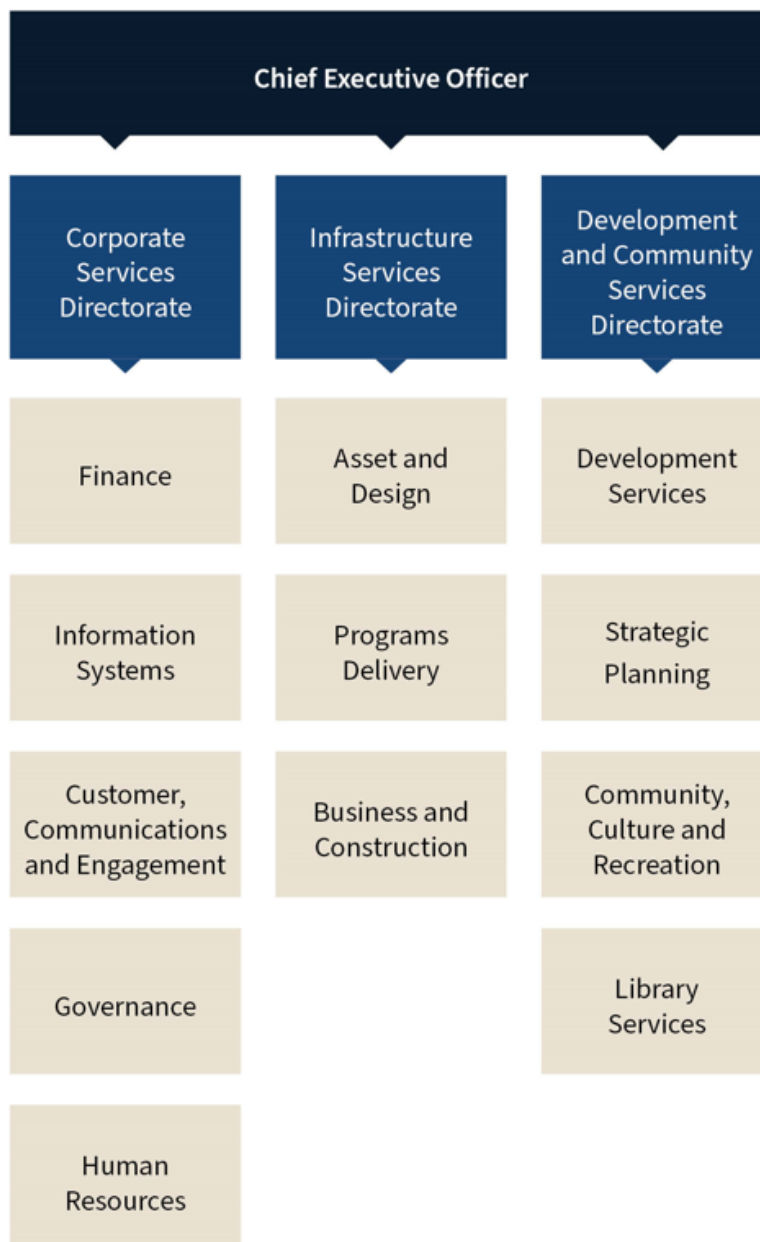 Chief Executive Officer
Corporate
Services
Directorate
Infrastructure
Services
Directorate
Development
and Community
Services
Directorate
Finance
Asset and
Design
Development
Services
Information
Systems
Programs
Delivery
Strategic
Planning
Customer,
Communications
and Engagement
Business and
Construction
Community,
Culture and
Recreation
Governance
Library
Services
Human
Resources